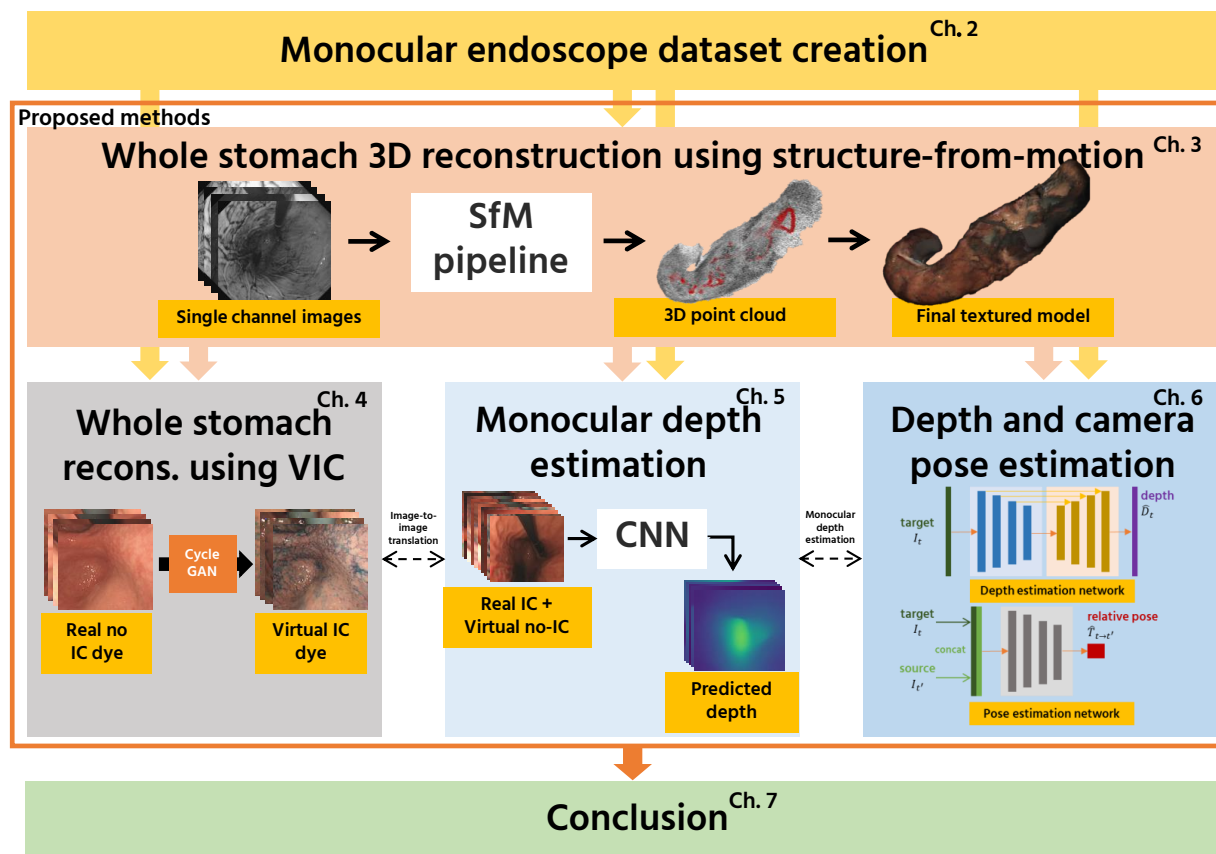 Monocular endoscope dataset creation Ch. 2
Proposed methods
Whole stomach 3D reconstruction using structure-from-motion Ch. 3
SfM
pipeline
Single channel images
3D point cloud
Final textured model
Ch. 4
Whole stomach
recons. using VIC
Cycle
GAN
Real no
IC dye
Virtual IC
dye
Image-to-
image
translation
Ch. 5
Monocular depth
estimation
CNN
Real IC +
Virtual no-IC
Predicted
depth
Monocular
depth
estimation
Ch. 6
Depth and camera
pose estimation
target
I_t
depth
D̂_t
Depth estimation network
target
I_t
concat
source
I_t'
relative pose
T̂_t→t'
Pose estimation network
Conclusion Ch. 7